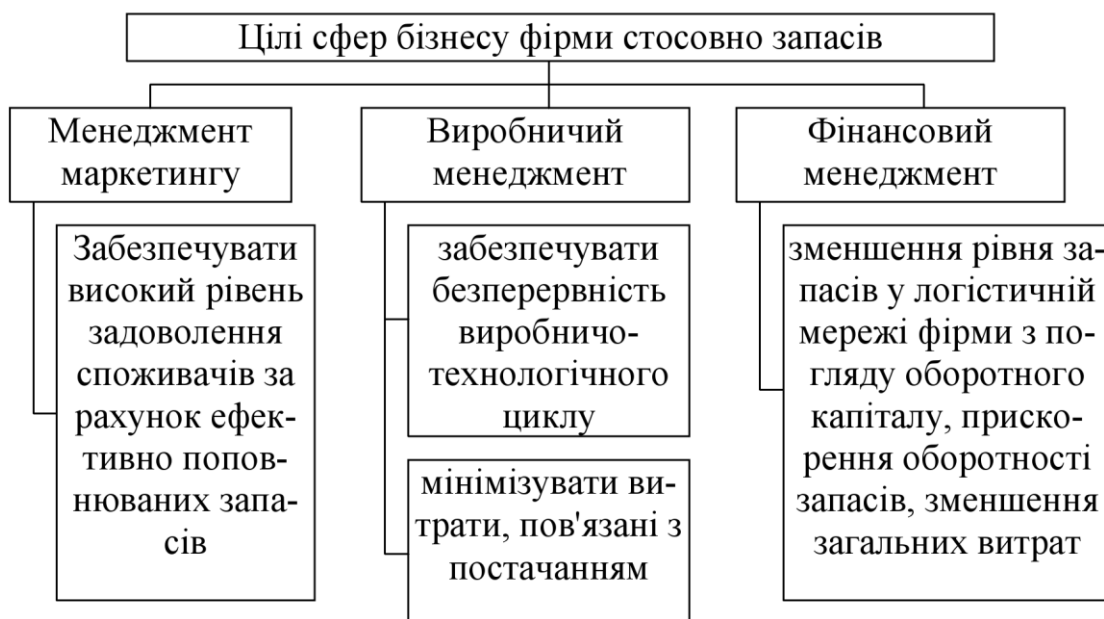 Цілі сфер бізнесу фірми стосовно запасів
Менеджмент
маркетингу
Забезпечувати
високий рівень
задоволення
споживачів за
рахунок ефек-
тивно попов-
нюваних запа-
сів
Виробничий
менеджмент
забезпечувати
безперервність
виробничо-
технологічного
циклу
мінімізувати ви-
трати, пов'язані з
постачанням
Фінансовий
менеджмент
зменшення рівня за-
пасів у логістичній
мережі фірми з по-
гляду оборотного
капіталу, приско-
рення оборотності
запасів, зменшення
загальних витрат